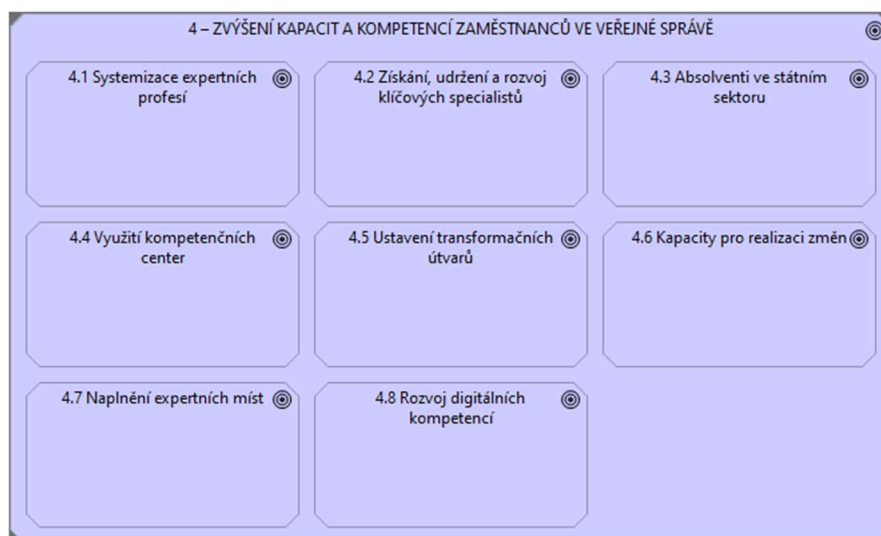 4 – ZVÝŠENÍ KAPACIT A KOMPETENCÍ ZAMĚSTNANCŮ VE VEŘEJNÉ SPRÁVĚ
4.1 Systemizace expertních
profesí
4.2 Získání, udržení a rozvoj
klíčových specialistů
4.3 Absolventi ve státním
sektoru
4.4 Využití kompetenčních
center
4.5 Ustavení transformačních
útvarů
4.6 Kapacity pro realizaci změn
4.7 Naplnění expertních míst
4.8 Rozvoj digitálních
kompetencí